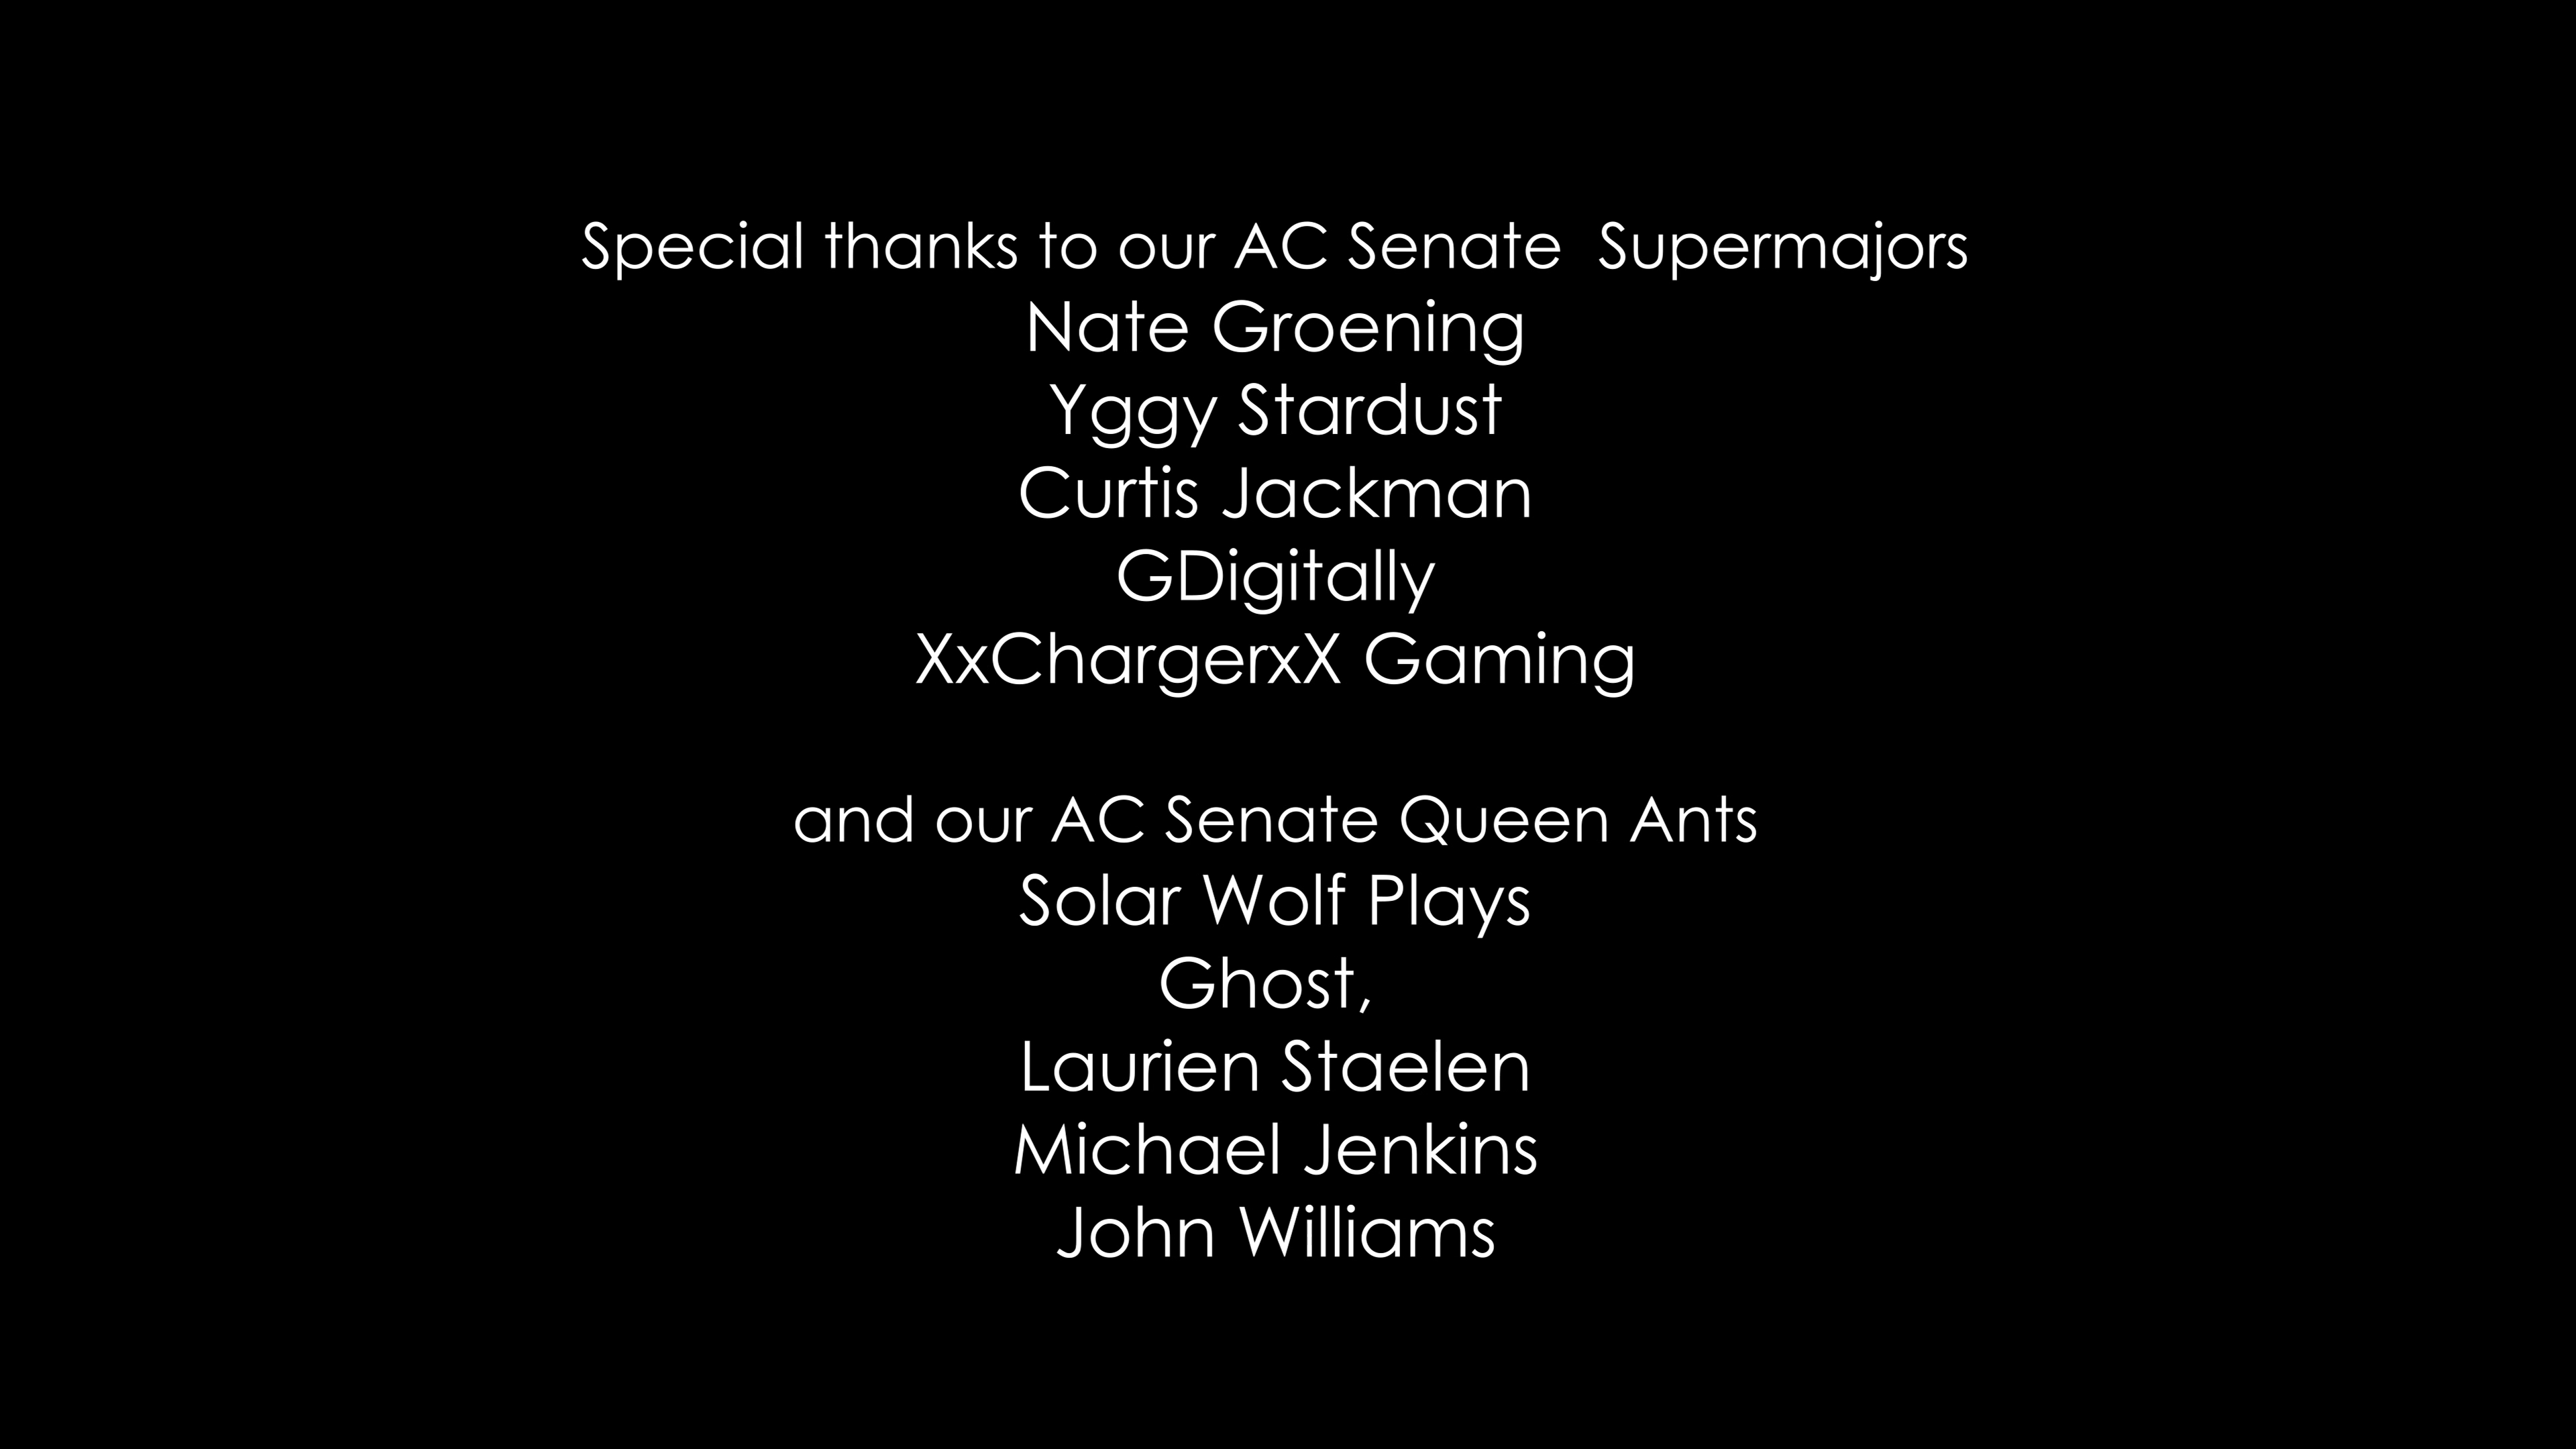 Special thanks to our AC Senate  Supermajors
Nate Groening
Yggy Stardust
Curtis Jackman
GDigitally
XxChargerxX Gaming
and our AC Senate Queen Ants
Solar Wolf Plays
Ghost,
Laurien Staelen
Michael Jenkins
John Williams